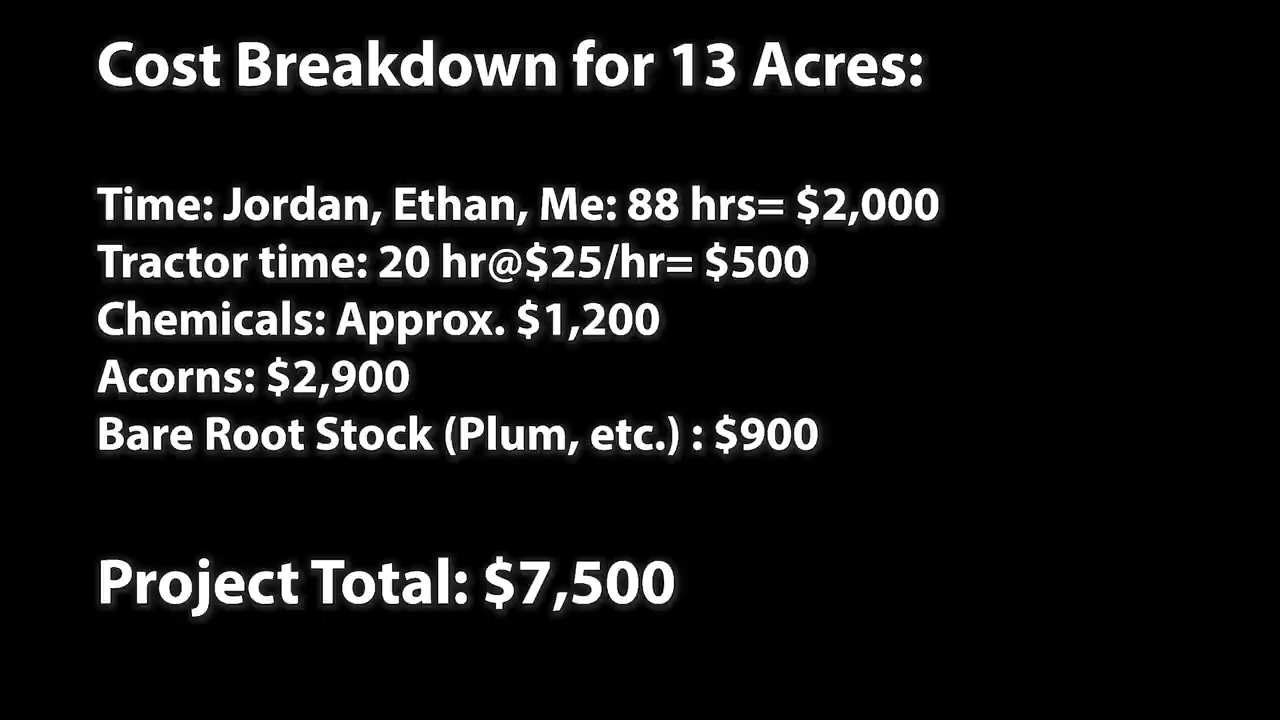 Cost Breakdown for 13 Acres:
Time: Jordan, Ethan, Me: 88 hrs= $2,000
Tractor time: 20 hr@$25/hr= $500
Chemicals: Approx. $1,200
Acorns: $2,900
Bare Root Stock (Plum, etc.) : $900
Project Total: $7,500